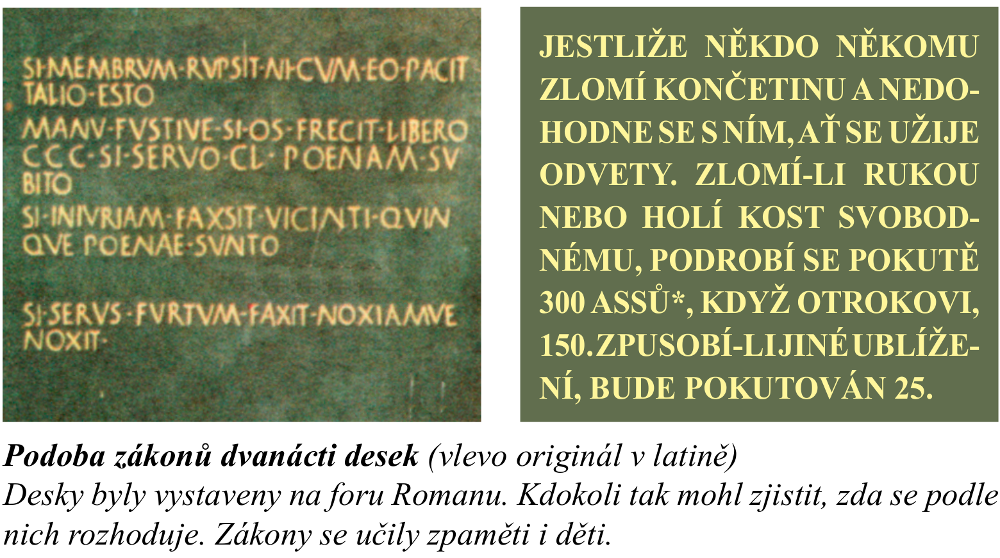 SI·MEMBRVM·RVPSIT·NI·CVM·EO·PACIT
TALIO·ESTO
MANV·FVSTIVE·SI·OS·FREGIT·LIBERO
CCC·SI·SERVO·CL·POENAM·SV
BITO
SI·INIVRIAM·FAXSIT·VICINTI·QVIN
QVE POENAE·SVNTO
SI·SERVS·FVRTVM·FAXIT·NOXIAMVE
NOXIT·
JESTLIŽE NĚKDO NĚKOMU
ZLOMÍ KONČETINU A NEDO-
HODNE SE S NÍM, AŤ SE UŽIJE
ODVETY. ZLOMÍ-LI RUKOU
NEBO HOLÍ KOST SVOBOD-
NÉMU, PODROBÍ SE POKUTĚ
300 ASSŮ*, KDYŽ OTROKOVI,
150. ZPUSOBÍ-LI JINÉ UBLÍŽE-
NÍ, BUDE POKUTOVÁN 25.
Podoba zákonů dvanácti desek (vlevo originál v latině)
Desky byly vystaveny na foru Romanu. Kdokoli tak mohl zjistit, zda se podle
nich rozhoduje. Zákony se učily zpaměti i děti.